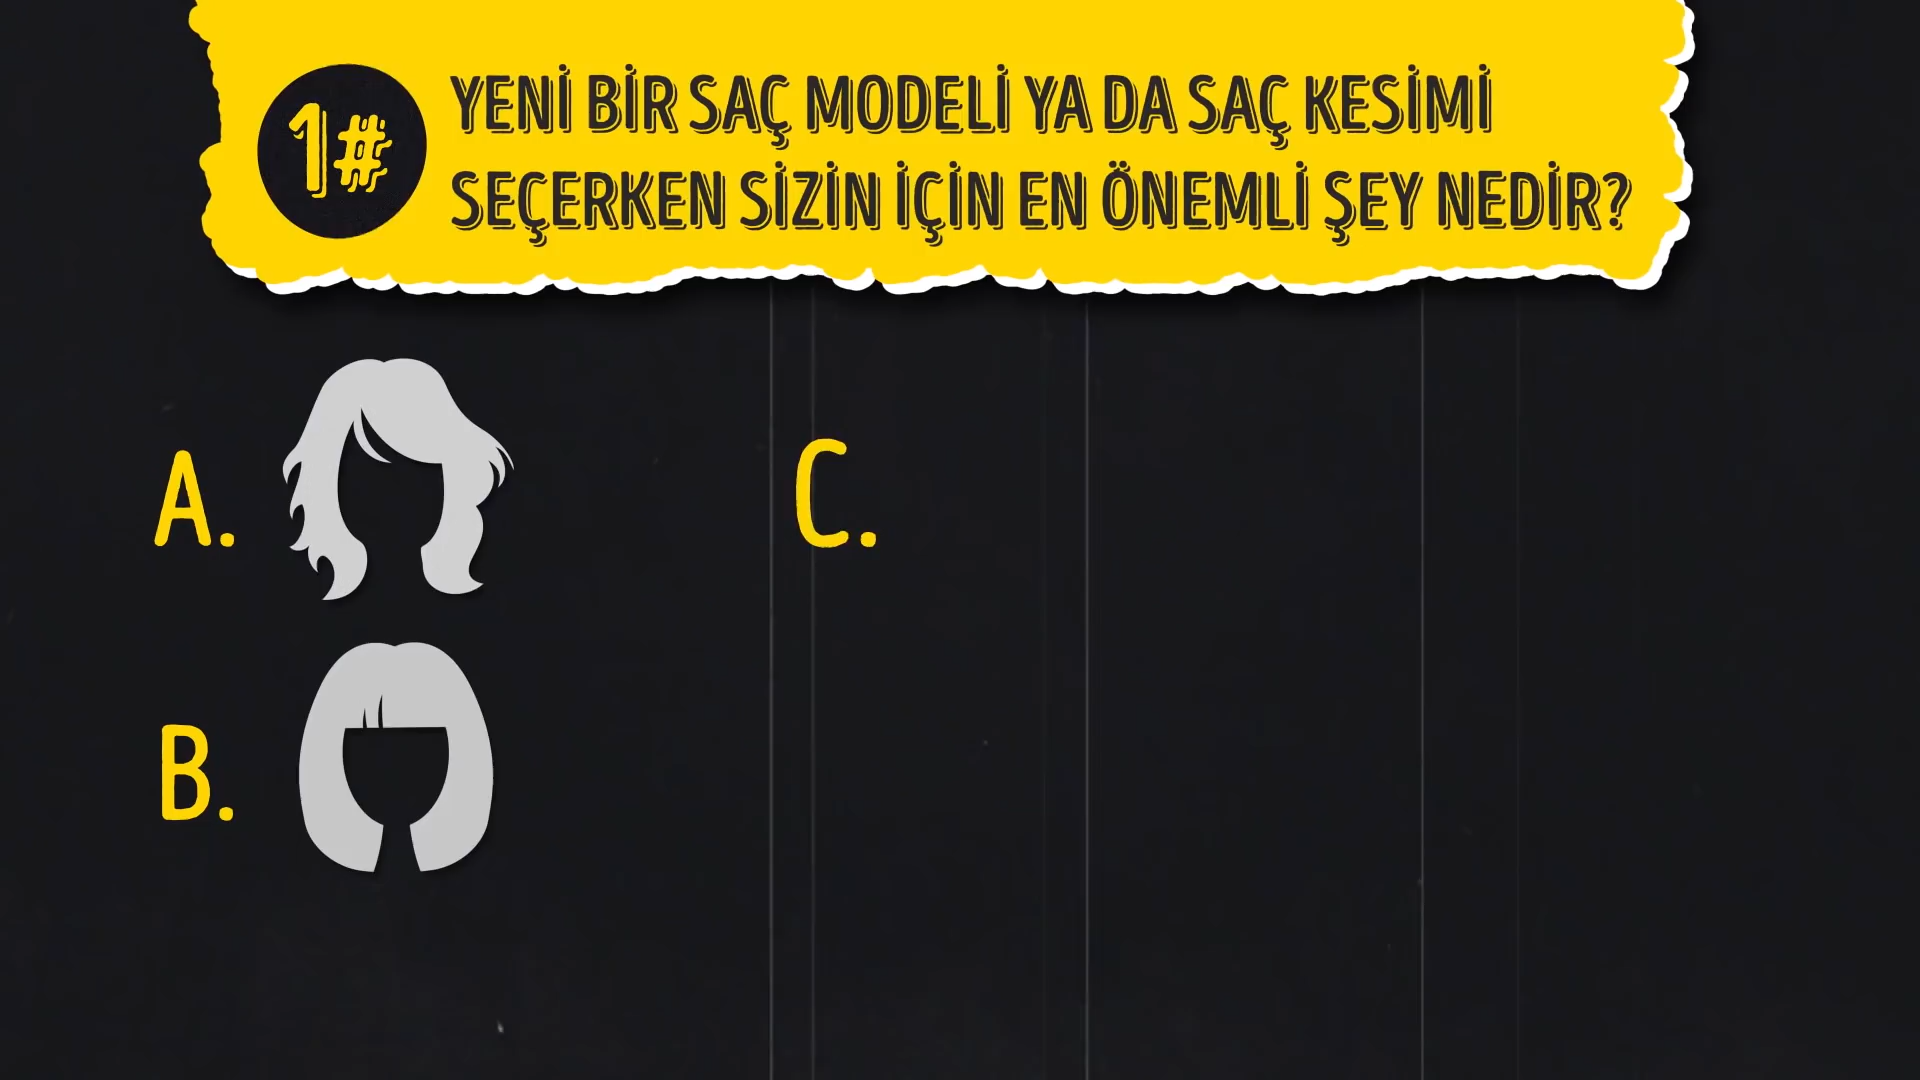 1#
YENİ BİR SAÇ MODELİ YA DA SAÇ KESİMİ
SEÇERKEN SİZİN İÇİN EN ÖNEMLİ ŞEY NEDİR?
A.
B.
C.